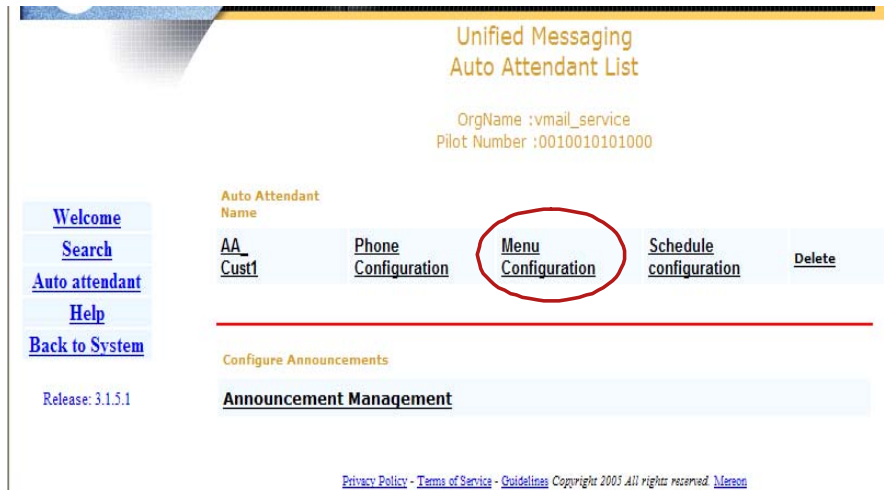 Unified Messaging
Auto Attendant List
OrgName :vmail_service
Pilot Number :0010010101000
Welcome
Search
Auto attendant
Help
Back to System
Release: 3.1.5.1
Auto Attendant
Name
AA_
Cust1
Phone
Configuration
Menu
Configuration
Schedule
configuration
Delete
Configure Announcements
Announcement Management
Privacy Policy - Terms of Service - Guidelines Copyright 2005 All rights reserved. Mereon